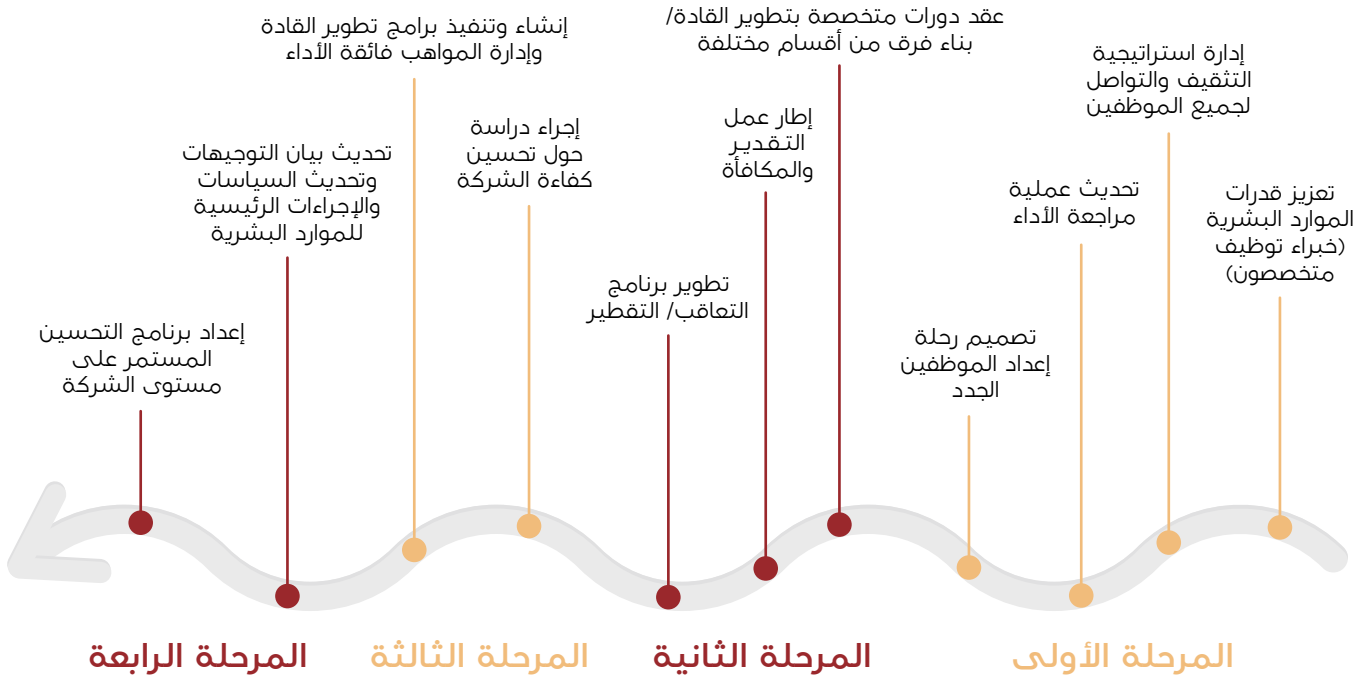 تعزيز قدرات
الموارد البشرية
(خبراء توظيف
متخصصون)
إدارة استراتيجية
التثقيف والتواصل
لجميع الموظفين
تحديث عملية
مراجعة الأداء
تصميم رحلة
إعداد الموظفين
الجدد
عقد دورات متخصصة بتطوير القادة/
بناء فرق من أقسام مختلفة
إطار عمل
التقدير
والمكافأة
تطوير برنامج
التعاقب/ التقطير
إجراء دراسة
حول تحسين
كفاءة الشركة
إنشاء وتنفيذ برامج تطوير القادة
وإدارة المواهب فائقة الأداء
تحديث بيان التوجيهات
وتحديث السياسات
والإجراءات الرئيسية
للموارد البشرية
إعداد برنامج التحسين
المستمر على
مستوى الشركة
المرحلة الأولى
المرحلة الثانية
المرحلة الثالثة
المرحلة الرابعة